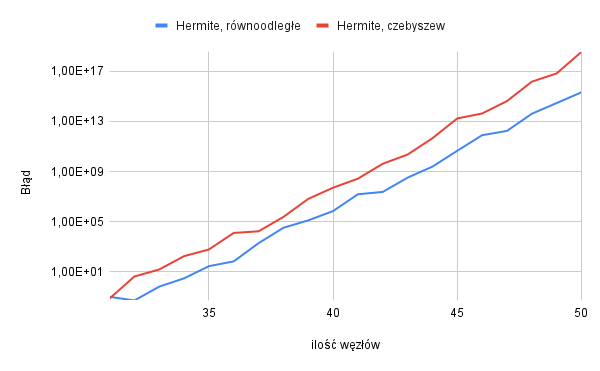 Hermite, równoodległe Hermite, czebyszew
1,00E+17
1,00E+13
1,00E+09
1,00E+05
1,00E+01
Błąd
35 40 45 50
ilość węzłów